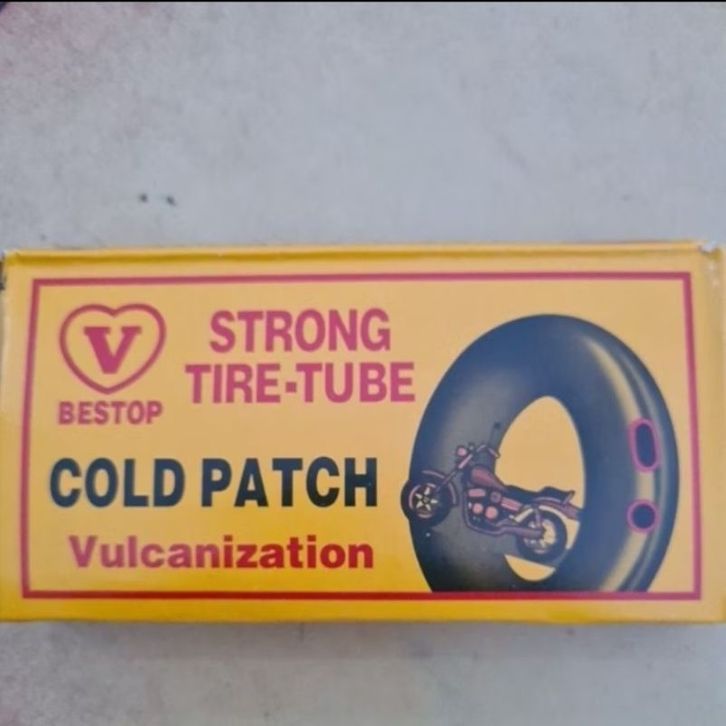 V
BESTOP
STRONG
TIRE-TUBE
COLD PATCH
Vulcanization